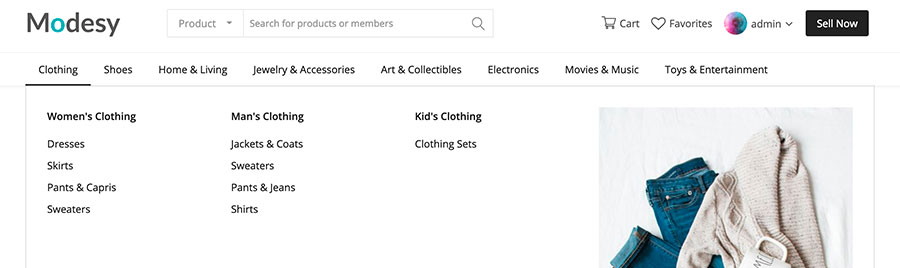 Modesy
Product
Search for products or members
Cart
Favorites
admin
Sell Now
Clothing
Shoes
Home & Living
Jewelry & Accessories
Art & Collectibles
Electronics
Movies & Music
Toys & Entertainment
Women's Clothing
Dresses
Skirts
Pants & Capris
Sweaters
Man's Clothing
Jackets & Coats
Sweaters
Pants & Jeans
Shirts
Kid's Clothing
Clothing Sets